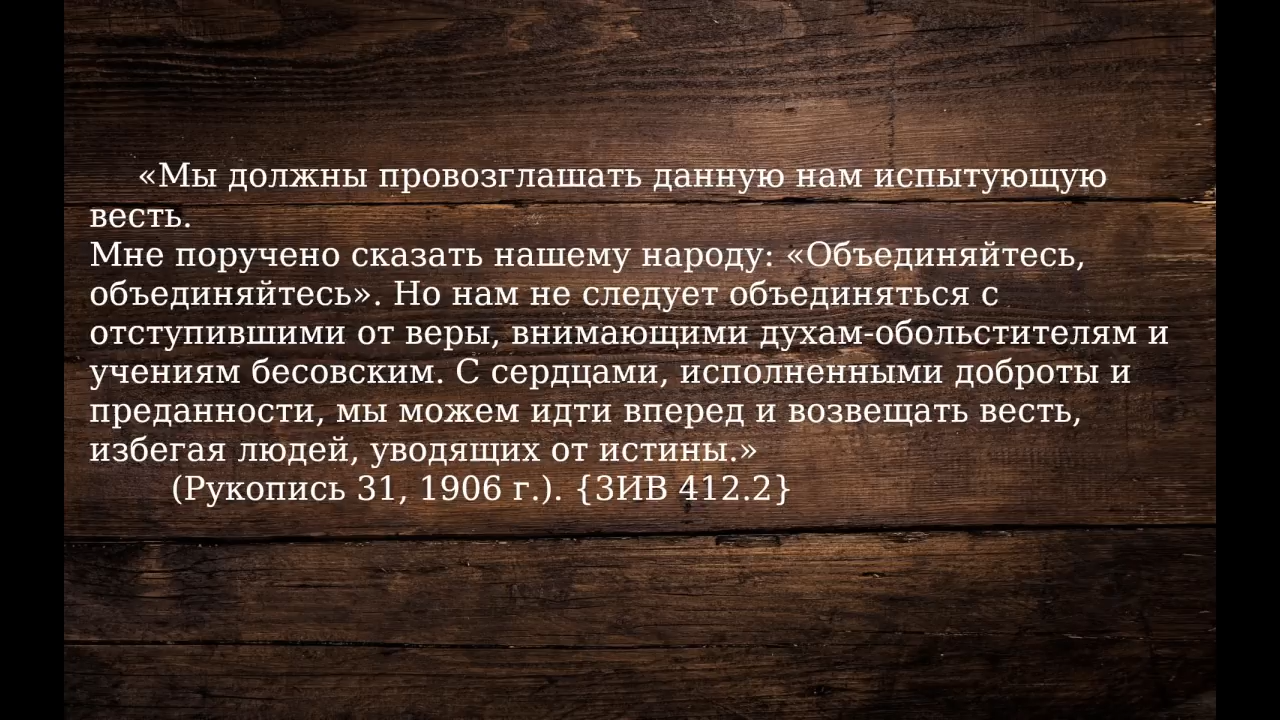 «Мы должны провозглашать данную нам испытующую
весть.
Мне поручено сказать нашему народу: «Объединяйтесь,
объединяйтесь». Но нам не следует объединяться с
отступившими от веры, внимающими духам-обольстителям и
учениям бесовским. С сердцами, исполненными доброты и
преданности, мы можем идти вперед и возвещать весть,
избегая людей, уводящих от истины.»
(Рукопись 31, 1906 г.). {ЗИВ 412.2}